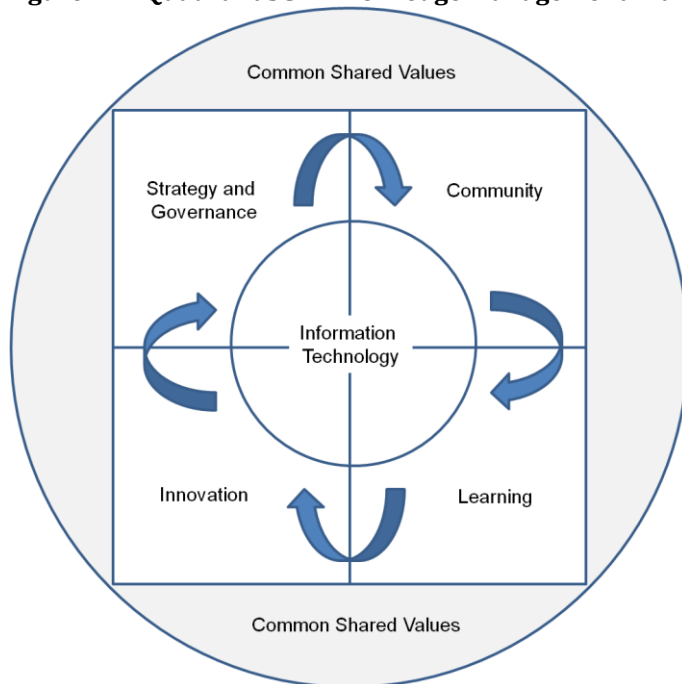 Common Shared Values
Strategy and
Governance
Community
Information
Technology
Innovation
Learning
Common Shared Values